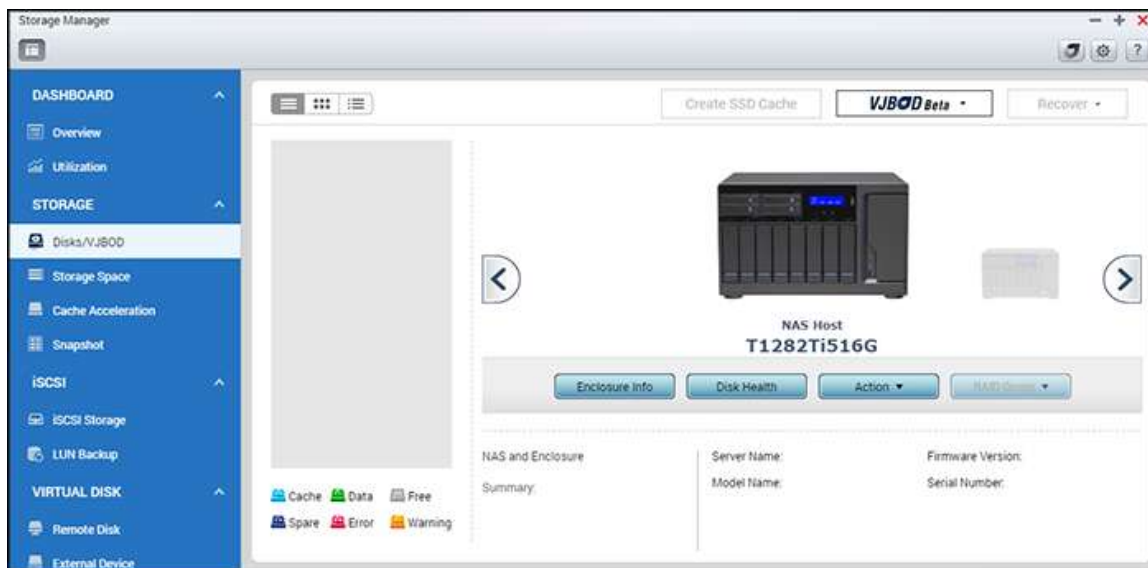 Storage Manager
DASHBOARD
Overview
Utilization
STORAGE
Disks/VJBOD
Storage Space
Cache Acceleration
Snapshot
iSCSI
iSCSI Storage
LUN Backup
VIRTUAL DISK
Remote Disk
External Device
Create SSD Cache
VJBOD Beta
Recover
NAS Host
T1282Ti516G
Enclosure Info
Disk Health
Action
Cache Data Free
Spare Error Warning
NAS and Enclosure
Summary:
Server Name:
Model Name:
Firmware Version:
Serial Number: